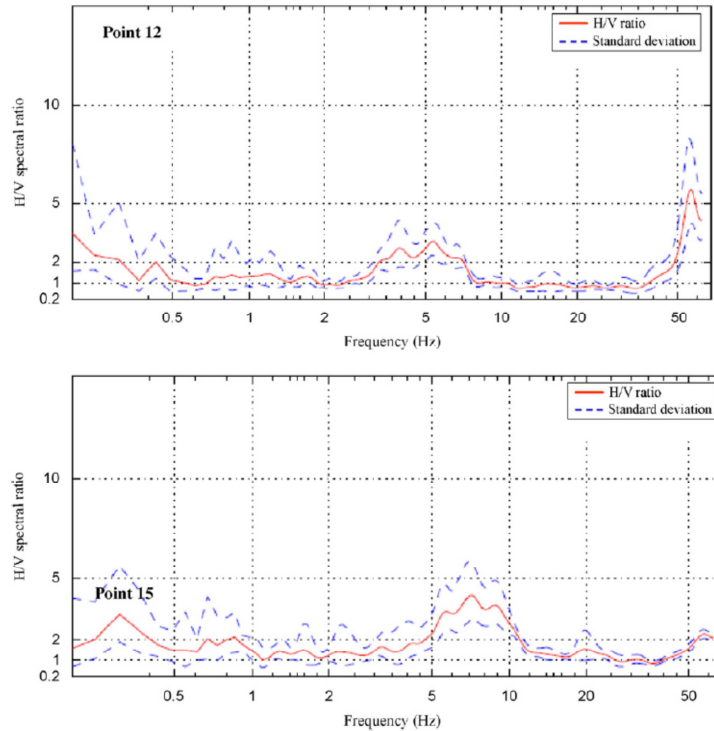 Point 12
H/V ratio
Standard deviation
H/V spectral ratio
10
5
2
1
0.2
0.5 1 2 5 10 20 50
Frequency (Hz)
H/V ratio
Standard deviation
H/V spectral ratio
10
5
Point 15
2
1
0.2
0.5 1 2 5 10 20 50
Frequency (Hz)